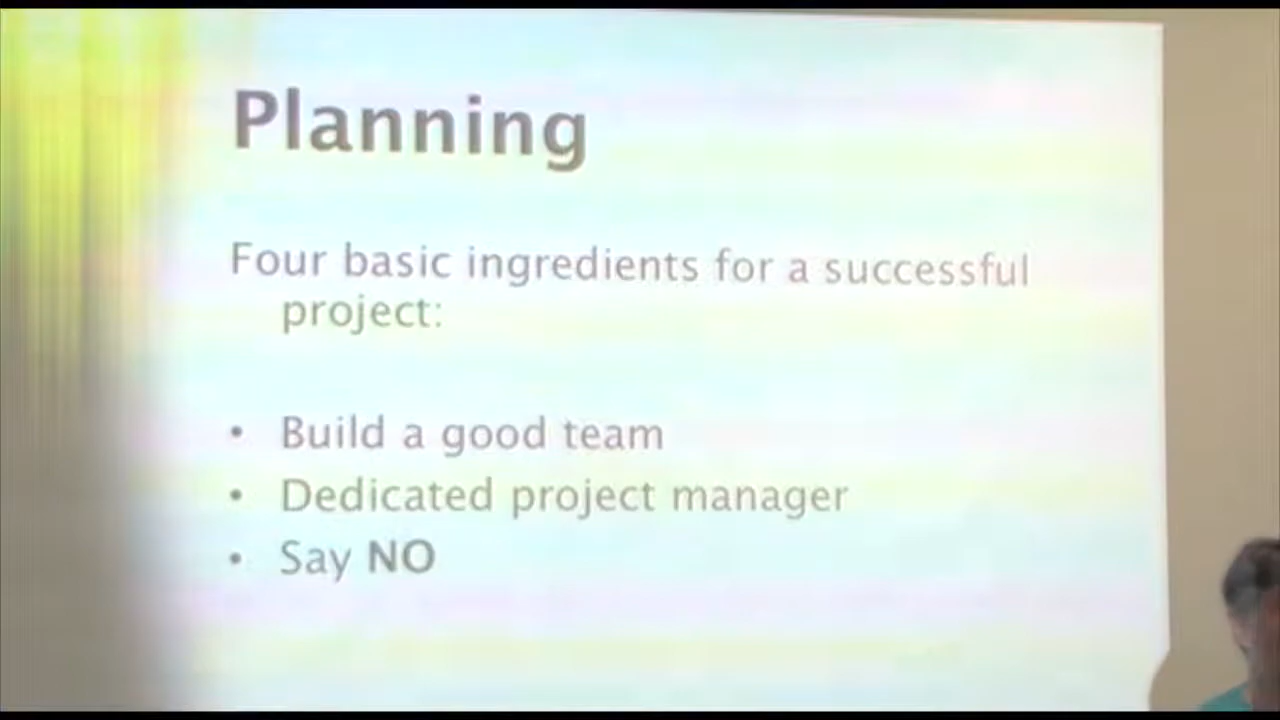 Planning
Four basic ingredients for a successful
project:
• Build a good team
• Dedicated project manager
• Say NO